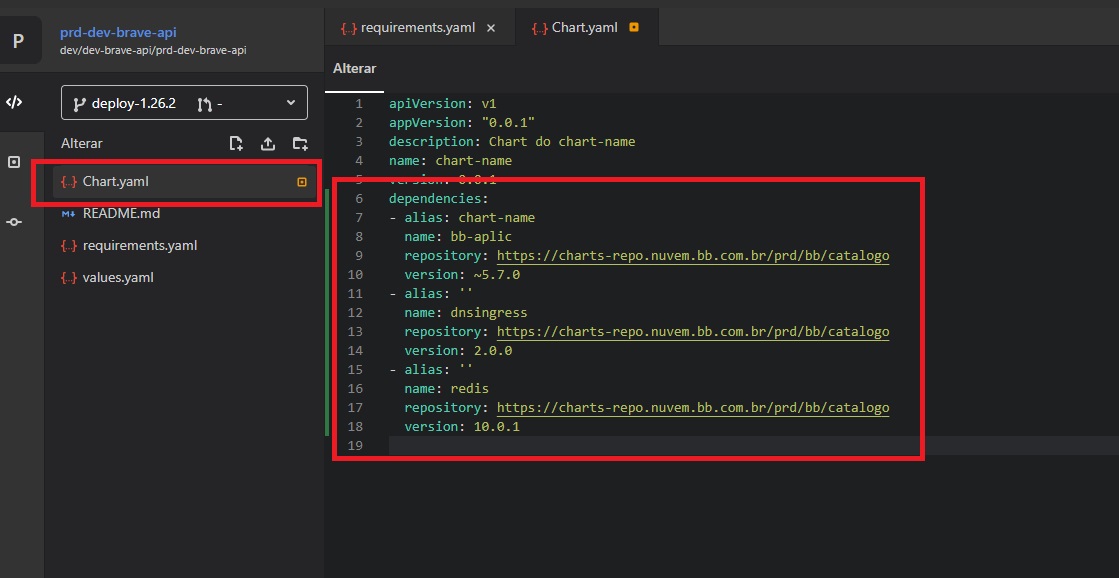 P
prd-dev-brave-api
dev/dev-brave-api/prd-dev-brave-api
deploy-1.26.2 -
Alterar
Chart.yaml
README.md
requirements.yaml
values.yaml
requirements.yaml ×
Chart.yaml
Alterar
1 apiVersion: v1
2 appVersion: "0.0.1"
3 description: Chart do chart-name
4 name: chart-name
5 version: 0.0.1
6 dependencies:
7 - alias: chart-name
8 name: bb-aplic
9 repository: https://charts-repo.nuvem.bb.com.br/prd/bb/catalogo
10 version: ~5.7.0
11 - alias: ''
12 name: dnsingress
13 repository: https://charts-repo.nuvem.bb.com.br/prd/bb/catalogo
14 version: 2.0.0
15 - alias: ''
16 name: redis
17 repository: https://charts-repo.nuvem.bb.com.br/prd/bb/catalogo
18 version: 10.0.1
19